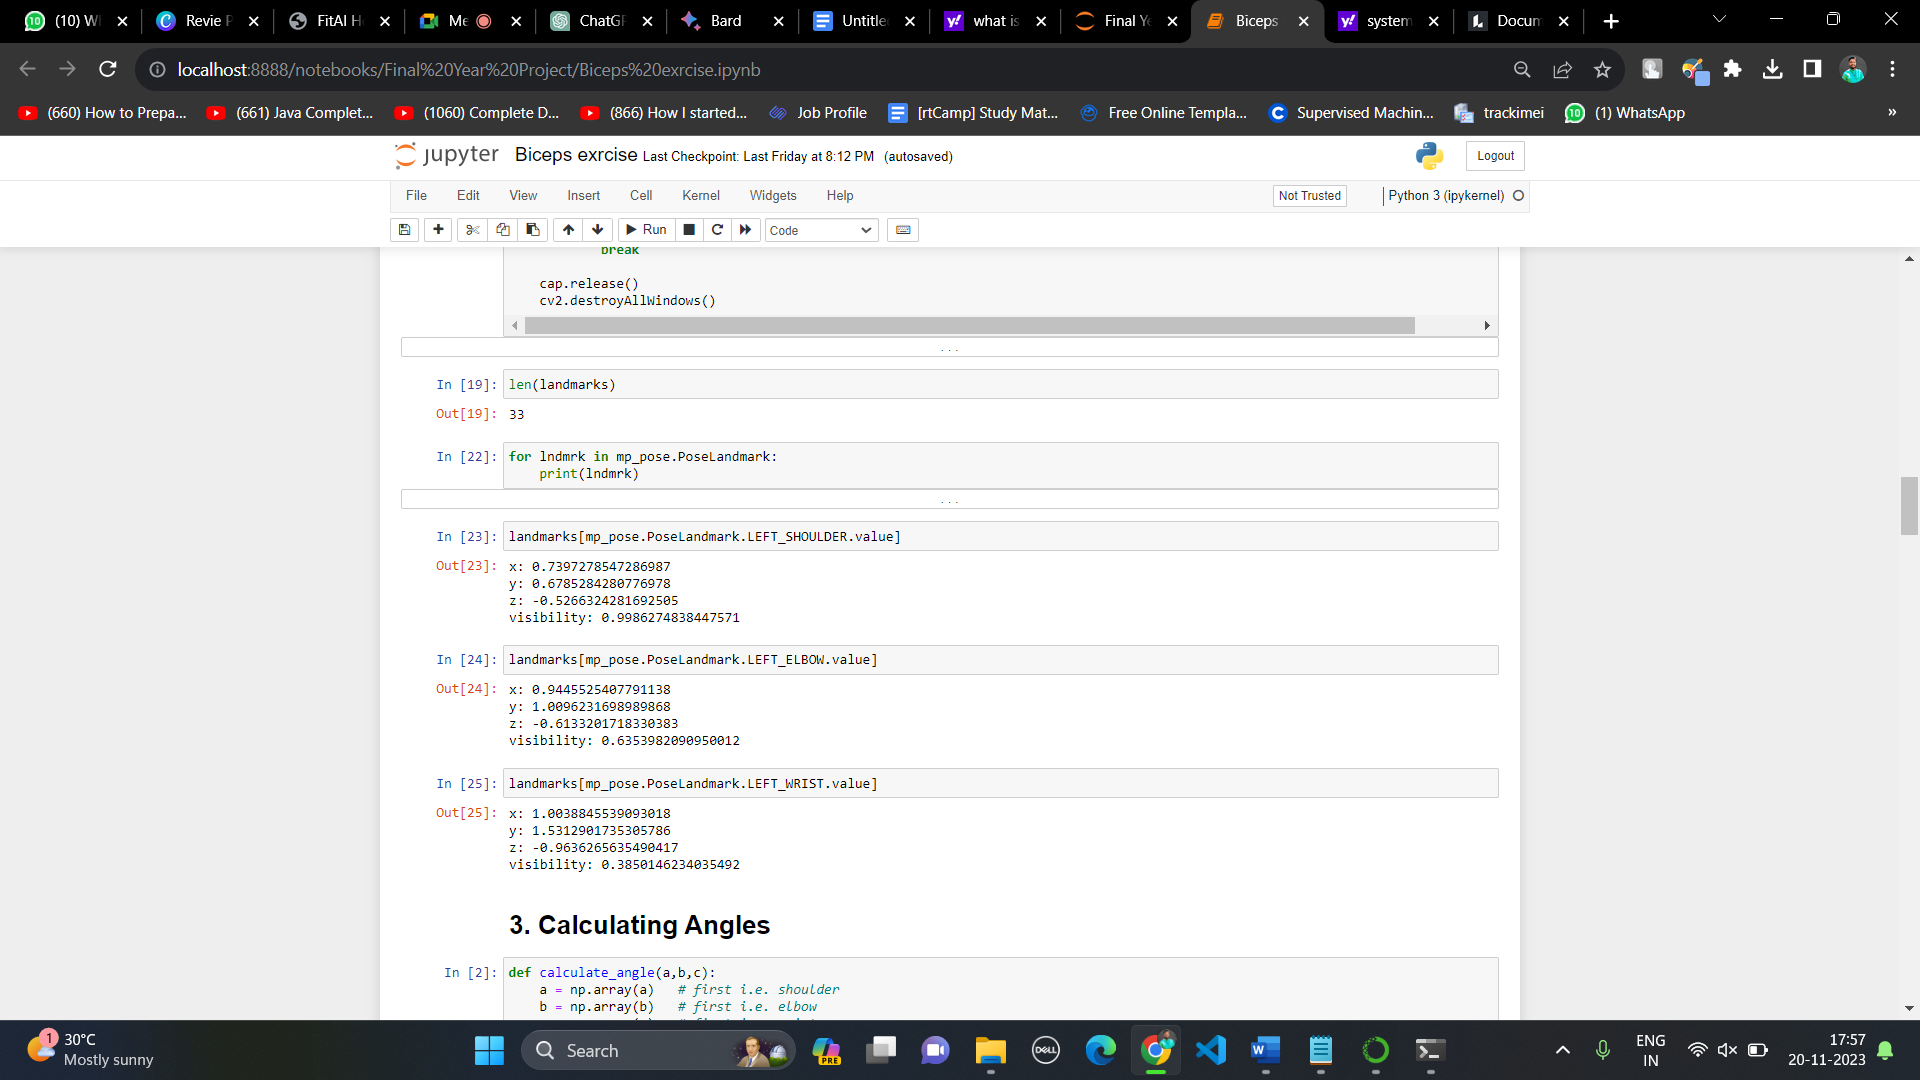 (10) W
Revie P
FitAI H
Me
ChatGP
Bard
Untitle
what is
Final Ye
Biceps
system
Docum
localhost:8888/notebooks/Final%20Year%20Project/Biceps%20exrcise.ipynb
(660) How to Prepa...
(661) Java Complet...
(1060) Complete D...
(866) How I started...
Job Profile
[rtCamp] Study Mat...
Free Online Templa...
Supervised Machin...
trackimei
(1) WhatsApp
»
jupyter
Biceps exrcise Last Checkpoint: Last Friday at 8:12 PM (autosaved)
Logout
File Edit View Insert Cell Kernel Widgets Help
Not Trusted
Python 3 (ipykernel)
Run
Code
break
cap.release()
cv2.destroyAllWindows()
...
In [19]: len(landmarks)
Out[19]: 33
In [22]: for lndmrk in mp_pose.PoseLandmark:
print(lndmrk)
...
In [23]: landmarks[mp_pose.PoseLandmark.LEFT_SHOULDER.value]
Out[23]: x: 0.7397278547286987
y: 0.6785284280776978
z: -0.5266324281692505
visibility: 0.9986274838447571
In [24]: landmarks[mp_pose.PoseLandmark.LEFT_ELBOW.value]
Out[24]: x: 0.9445525407791138
y: 1.0096231698989868
z: -0.6133201718330383
visibility: 0.6353982090950012
In [25]: landmarks[mp_pose.PoseLandmark.LEFT_WRIST.value]
Out[25]: x: 1.0038845539093018
y: 1.5312901735305786
z: -0.9636265635490417
visibility: 0.3850146234035492
3. Calculating Angles
In [2]: def calculate_angle(a,b,c):
a = np.array(a) # first i.e. shoulder
b = np.array(b) # first i.e. elbow
1
30°C
Mostly sunny
Search
PRE
DELL
ENG
IN
17:57
20-11-2023